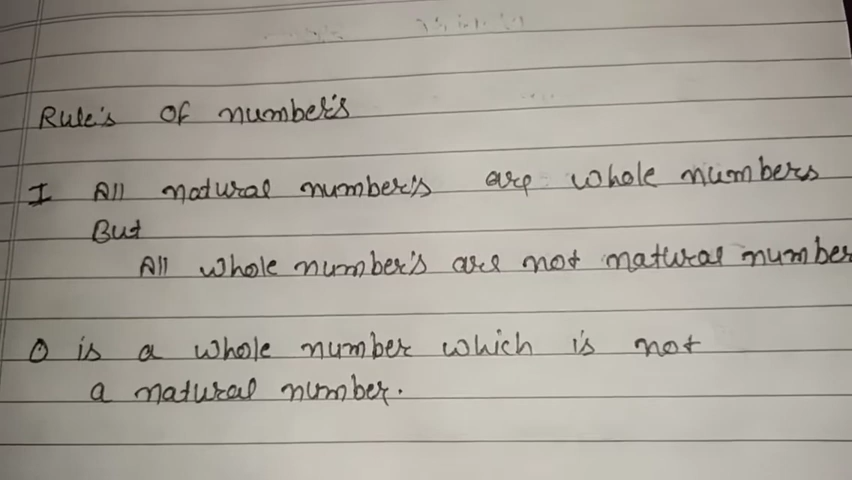 Rule's of number's
I All natural number's are whole numbers
But
All whole number's are not natural number
0 is a whole number which is not
a natural number.